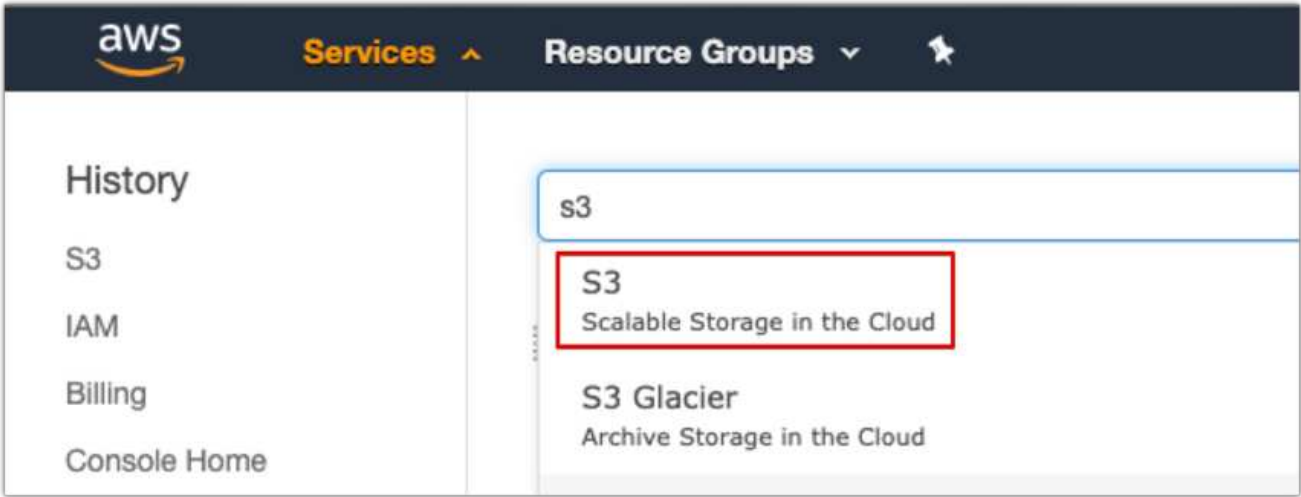 aws
Services
Resource Groups
History
S3
IAM
Billing
Console Home
s3
S3
Scalable Storage in the Cloud
S3 Glacier
Archive Storage in the Cloud